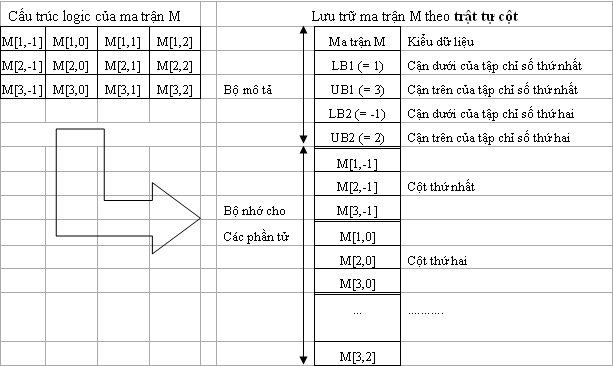 Cấu trúc logic của ma trận M
M[1,-1] M[1,0] M[1,1] M[1,2]
M[2,-1] M[2,0] M[2,1] M[2,2]
M[3,-1] M[3,0] M[3,1] M[3,2]
Lưu trữ ma trận M theo trật tự cột
Bộ mô tả
Ma trận M Kiểu dữ liệu
LB1 (= 1) Cận dưới của tập chỉ số thứ nhất
UB1 (= 3) Cận trên của tập chỉ số thứ nhất
LB2 (= -1) Cận dưới của tập chỉ số thứ hai
UB2 (= 2) Cận trên của tập chỉ số thứ hai
Bộ nhớ cho
Các phần tử
M[1,-1]
M[2,-1] Cột thứ nhất
M[3,-1]
M[1,0]
M[2,0] Cột thứ hai
M[3,0]
... ...........
M[3,2]